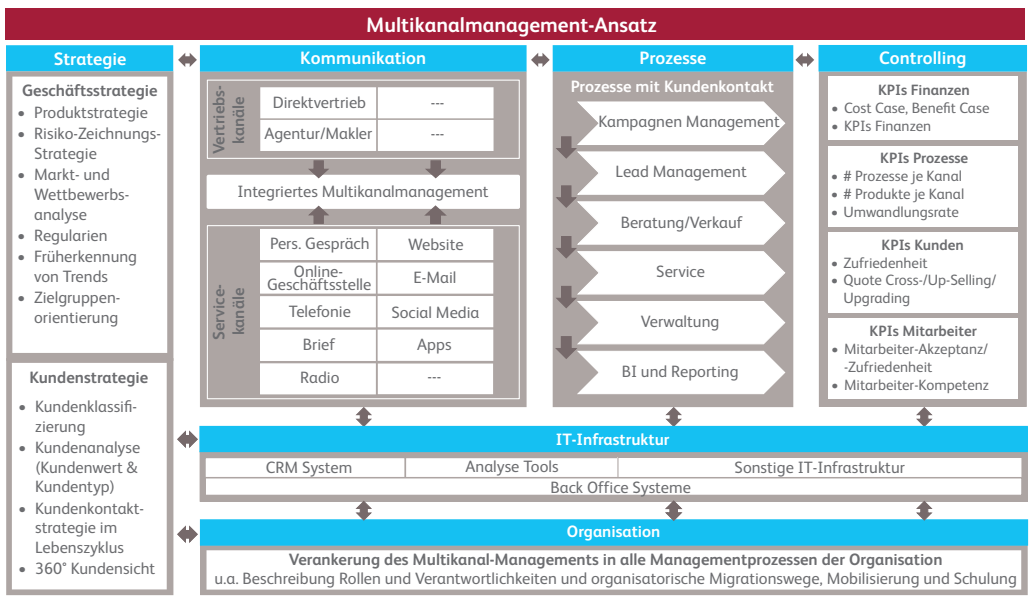 Multikanalmanagement-Ansatz
Strategie
Geschäftsstrategie
• Produktstrategie
• Risiko-Zeichnungs-
Strategie
• Markt- und
Wettbewerbs-
analyse
• Regularien
• Früherkennung
von Trends
• Zielgruppen-
orientierung
Kundenstrategie
• Kundenklassifi-
zierung
• Kundenanalyse
(Kundenwert &
Kundentyp)
• Kundenkontakt-
strategie im
Lebenszyklus
• 360° Kundensicht
Kommunikation
Vertriebs-
kanäle
Direktvertrieb ---
Agentur/Makler ---
Integriertes Multikanalmanagement
Service-
kanäle
Pers. Gespräch Website
Online-
Geschäftsstelle E-Mail
Telefonie Social Media
Brief Apps
Radio ---
Prozesse
Prozesse mit Kundenkontakt
Kampagnen Management
Lead Management
Beratung/Verkauf
Service
Verwaltung
BI und Reporting
Controlling
KPIs Finanzen
• Cost Case, Benefit Case
• KPIs Finanzen
KPIs Prozesse
• # Prozesse je Kanal
• # Produkte je Kanal
• Umwandlungsrate
KPIs Kunden
• Zufriedenheit
• Quote Cross-/Up-Selling/
Upgrading
KPIs Mitarbeiter
• Mitarbeiter-Akzeptanz/
-Zufriedenheit
• Mitarbeiter-Kompetenz
IT-Infrastruktur
CRM System Analyse Tools Sonstige IT-Infrastruktur
Back Office Systeme
Organisation
Verankerung des Multikanal-Managements in alle Managementprozessen der Organisation
u.a. Beschreibung Rollen und Verantwortlichkeiten und organisatorische Migrationswege, Mobilisierung und Schulung